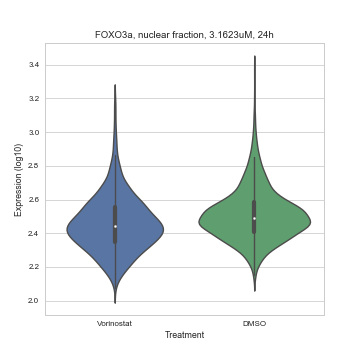 FOXO3a, nuclear fraction, 3.1623uM, 24h
3.4
3.2
3.0
2.8
2.6
2.4
2.2
2.0
Expression (log10)
Vorinostat DMSO
Treatment